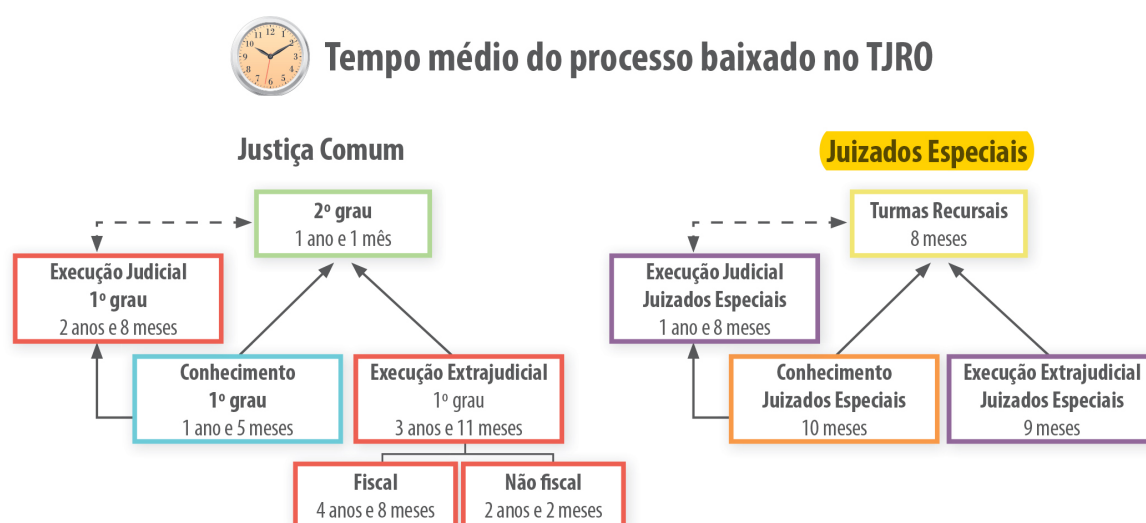 Tempo médio do processo baixado no TJRO
Justiça Comum
2º grau
1 ano e 1 mês
Execução Judicial
1º grau
2 anos e 8 meses
Conhecimento
1º grau
1 ano e 5 meses
Execução Extrajudicial
1º grau
3 anos e 11 meses
Fiscal
4 anos e 8 meses
Não fiscal
2 anos e 2 meses
Juizados Especiais
Turmas Recursais
8 meses
Execução Judicial
Juizados Especiais
1 ano e 8 meses
Conhecimento
Juizados Especiais
10 meses
Execução Extrajudicial
Juizados Especiais
9 meses